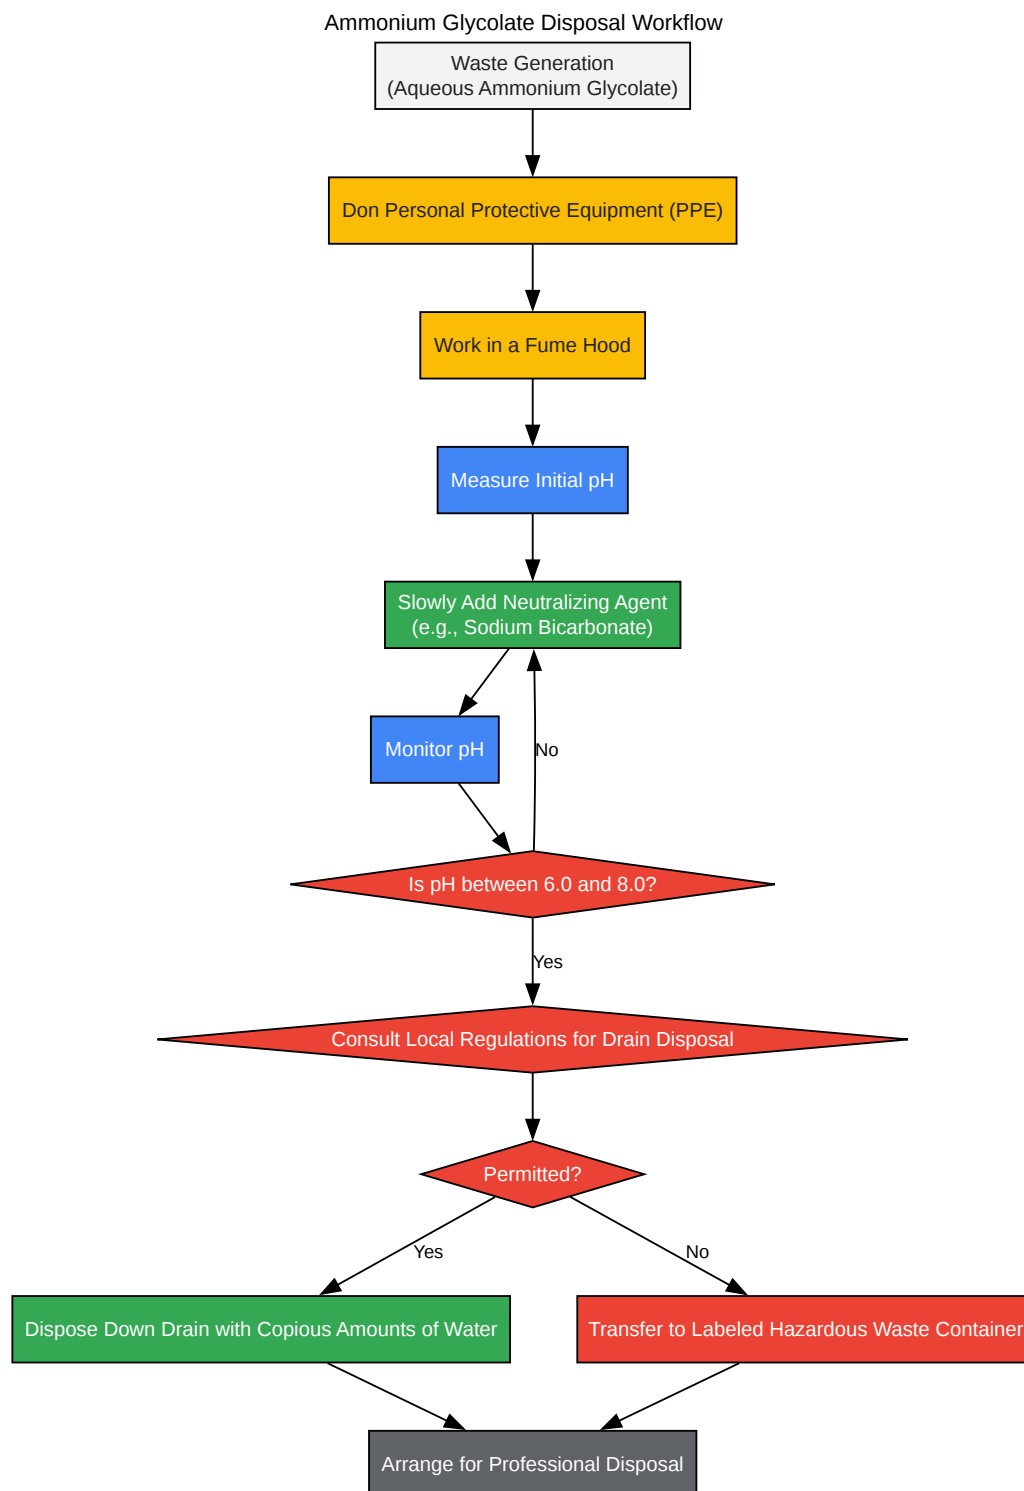 Ammonium Glycolate Disposal Workflow
Waste Generation
(Aqueous Ammonium Glycolate)
Don Personal Protective Equipment (PPE)
Work in a Fume Hood
Measure Initial pH
Slowly Add Neutralizing Agent
(e.g., Sodium Bicarbonate)
Monitor pH
No
Is pH between 6.0 and 8.0?
Yes
Consult Local Regulations for Drain Disposal
Permitted?
Yes
No
Dispose Down Drain with Copious Amounts of Water
Transfer to Labeled Hazardous Waste Container
Arrange for Professional Disposal